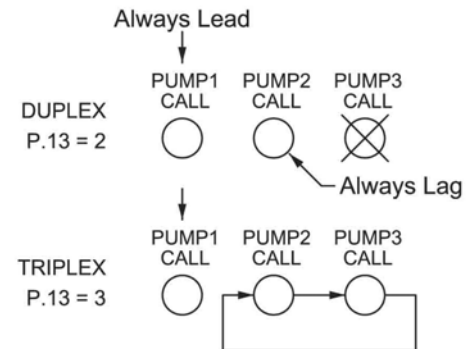 Always Lead
PUMP1 PUMP2 PUMP3
CALL CALL CALL
DUPLEX
P.13 = 2
Always Lag
PUMP1 PUMP2 PUMP3
CALL CALL CALL
TRIPLEX
P.13 = 3